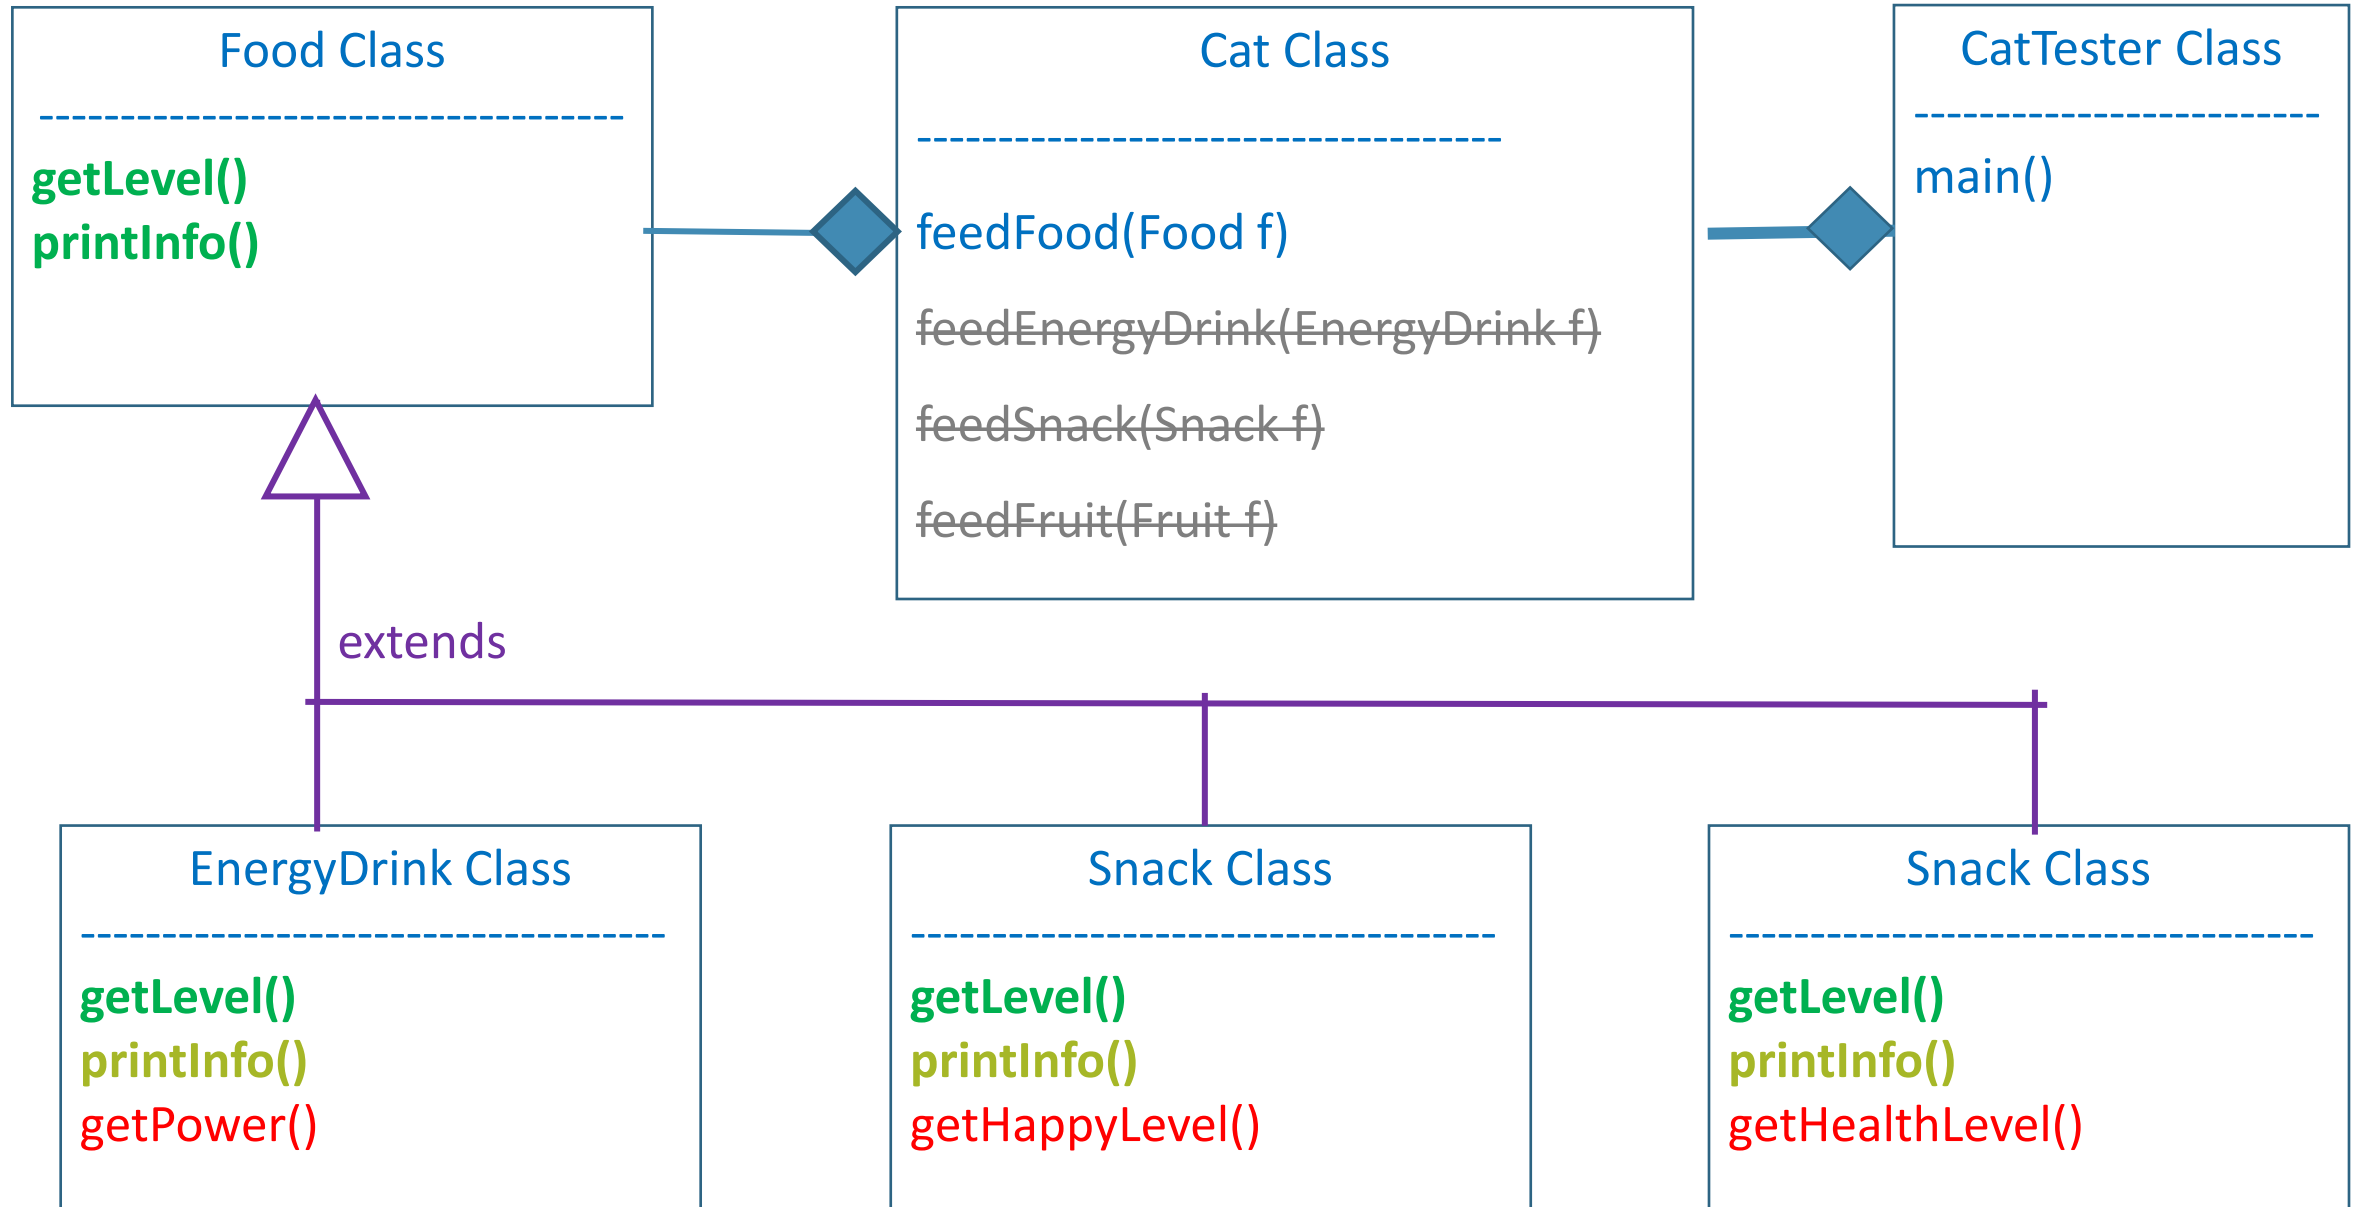 Food Class
------------------------------------
getLevel()
printInfo()
Cat Class
------------------------------------
feedFood(Food f)
feedEnergyDrink(EnergyDrink f)
feedSnack(Snack f)
feedFruit(Fruit f)
CatTester Class
-------------------------
main()
extends
EnergyDrink Class
------------------------------------
getLevel()
printInfo()
getPower()
Snack Class
------------------------------------
getLevel()
printInfo()
getHappyLevel()
Snack Class
------------------------------------
getLevel()
printInfo()
getHealthLevel()